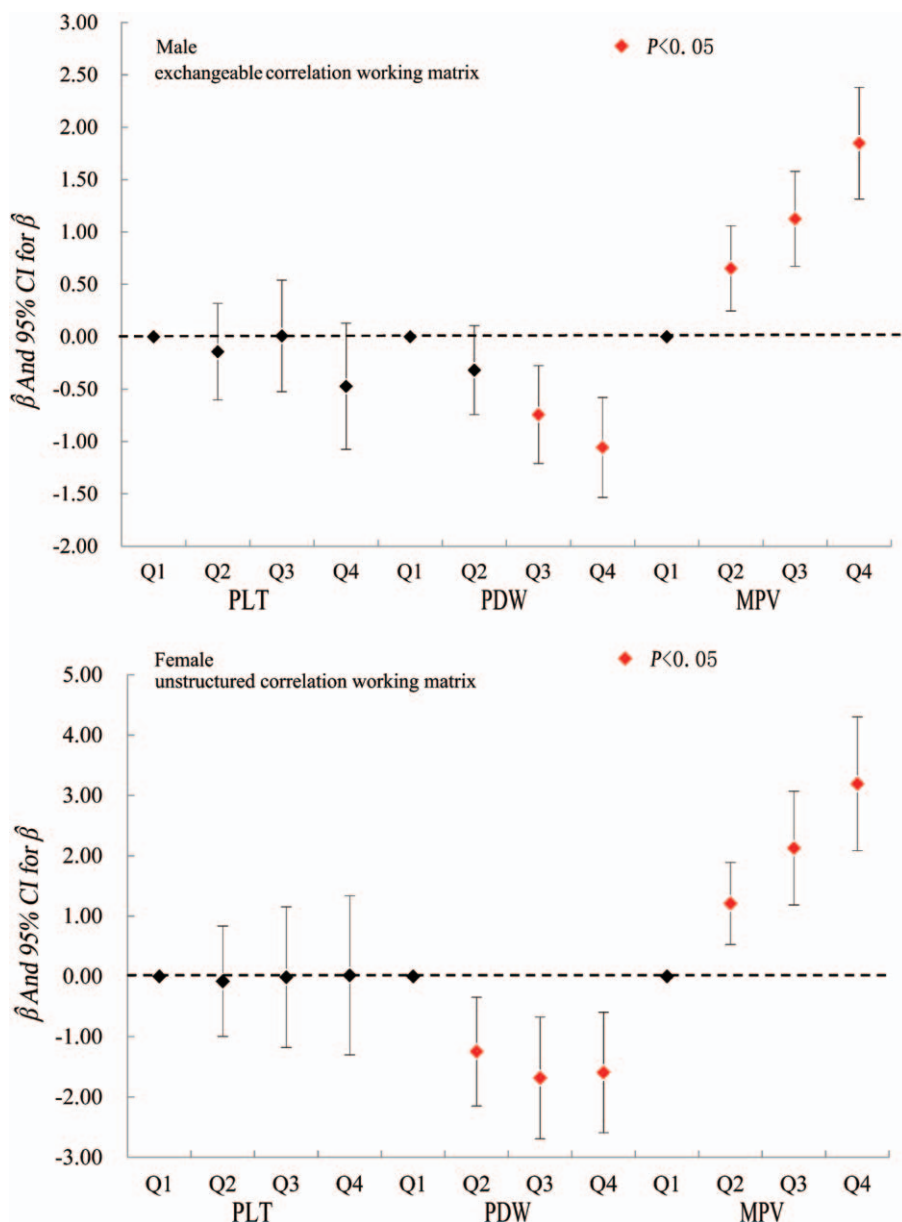 3.00
Male
P<0.05
exchangeable correlation working matrix
2.50
2.00
1.50
1.00
0.50
0.00
-0.50
-1.00
-1.50
-2.00
β̂ And 95% CI for β̂
Q1 Q2 Q3 Q4 Q1 Q2 Q3 Q4 Q1 Q2 Q3 Q4
PLT PDW MPV
Female
P<0.05
unstructured correlation working matrix
5.00
4.00
3.00
2.00
1.00
0.00
-1.00
-2.00
-3.00
β̂ And 95% CI for β̂
Q1 Q2 Q3 Q4 Q1 Q2 Q3 Q4 Q1 Q2 Q3 Q4
PLT PDW MPV